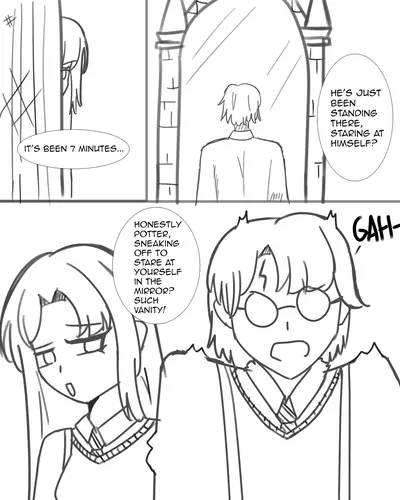 IT'S BEEN 7 MINUTES...
HE'S JUST
BEEN
STANDING
THERE,
STARING AT
HIMSELF?
HONESTLY
POTTER,
SNEAKING
OFF TO
STARE AT
YOURSELF
IN THE
MIRROR?
SUCH
VANITY!
GAH-